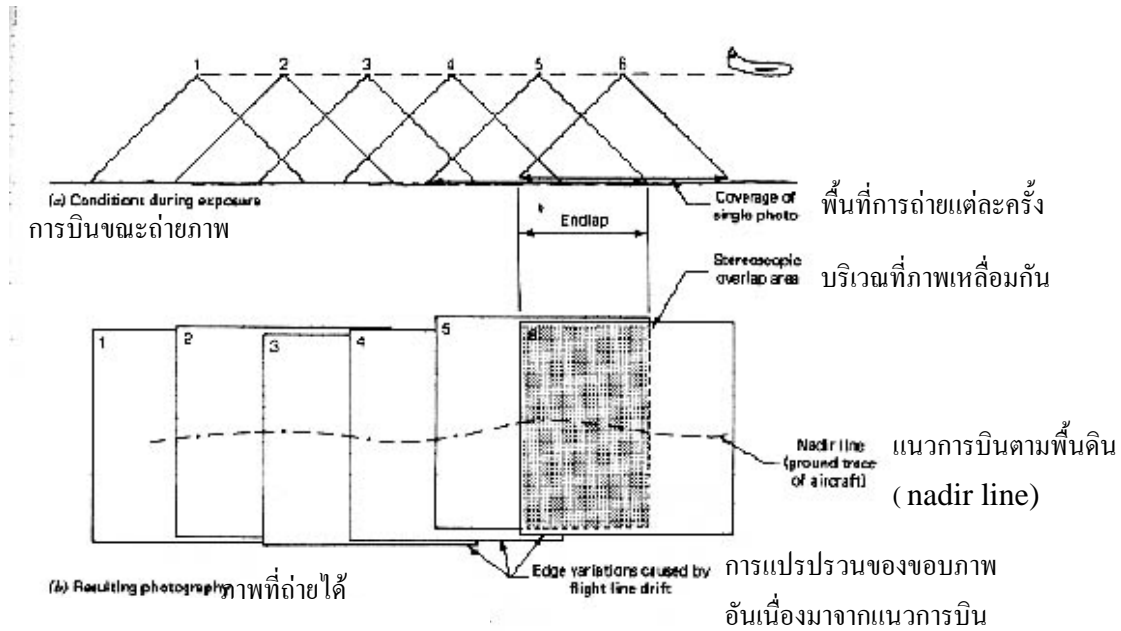 1 2 3 4 5 6
(a) Conditions during exposure
การบินขณะถ่ายภาพ
Coverage of
single photo
พื้นที่การถ่ายแต่ละครั้ง
Endlap
Stereoscopic
overlap area
บริเวณที่ภาพเหลื่อมกัน
1
2
3
4
5
6
Nadir line
(ground trace
of aircraft)
แนวการบินตามพื้นดิน
( nadir line)
(b) Resulting photography
ภาพที่ถ่ายได้
Edge variations caused by
flight line drift
การแปรปรวนของขอบภาพ
อันเนื่องมาจากแนวการบิน